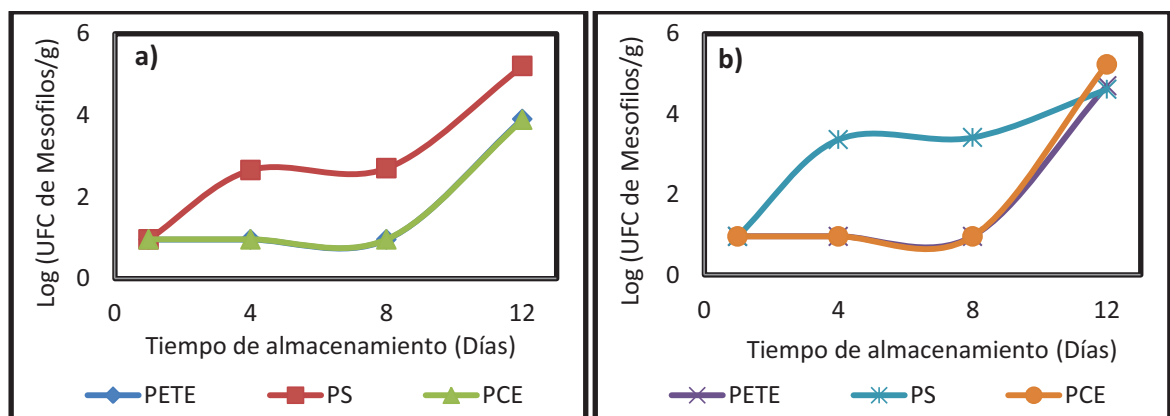 a)
Log (UFC de Mesofilos/g)
6
4
2
0
0 4 8 12
Tiempo de almacenamiento (Días)
PETE PS PCE
b)
Log (UFC de Mesofilos/g)
6
4
2
0
0 4 8 12
Tiempo de almacenamiento (Días)
PETE PS PCE